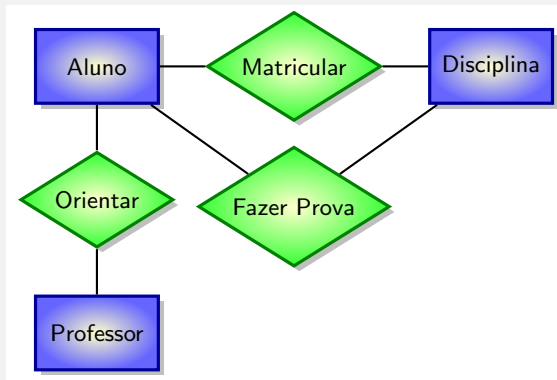 Aluno
Matricular
Disciplina
Orientar
Fazer Prova
Professor